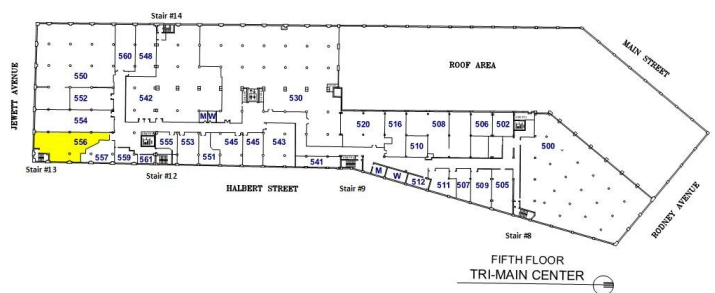 Stair #14
MAIN STREET
JEWETT AVENUE
560 548
550
ROOF AREA
552
542
530
554
M W
520 516 508 506 502
500
556
555 553
545 545 543
510
557 559 561
551
541
M
W
512
511 507 509 505
Stair #13
Stair #12
Stair #9
HALBERT STREET
RODNEY AVENUE
Stair #8
FIFTH FLOOR
TRI-MAIN CENTER